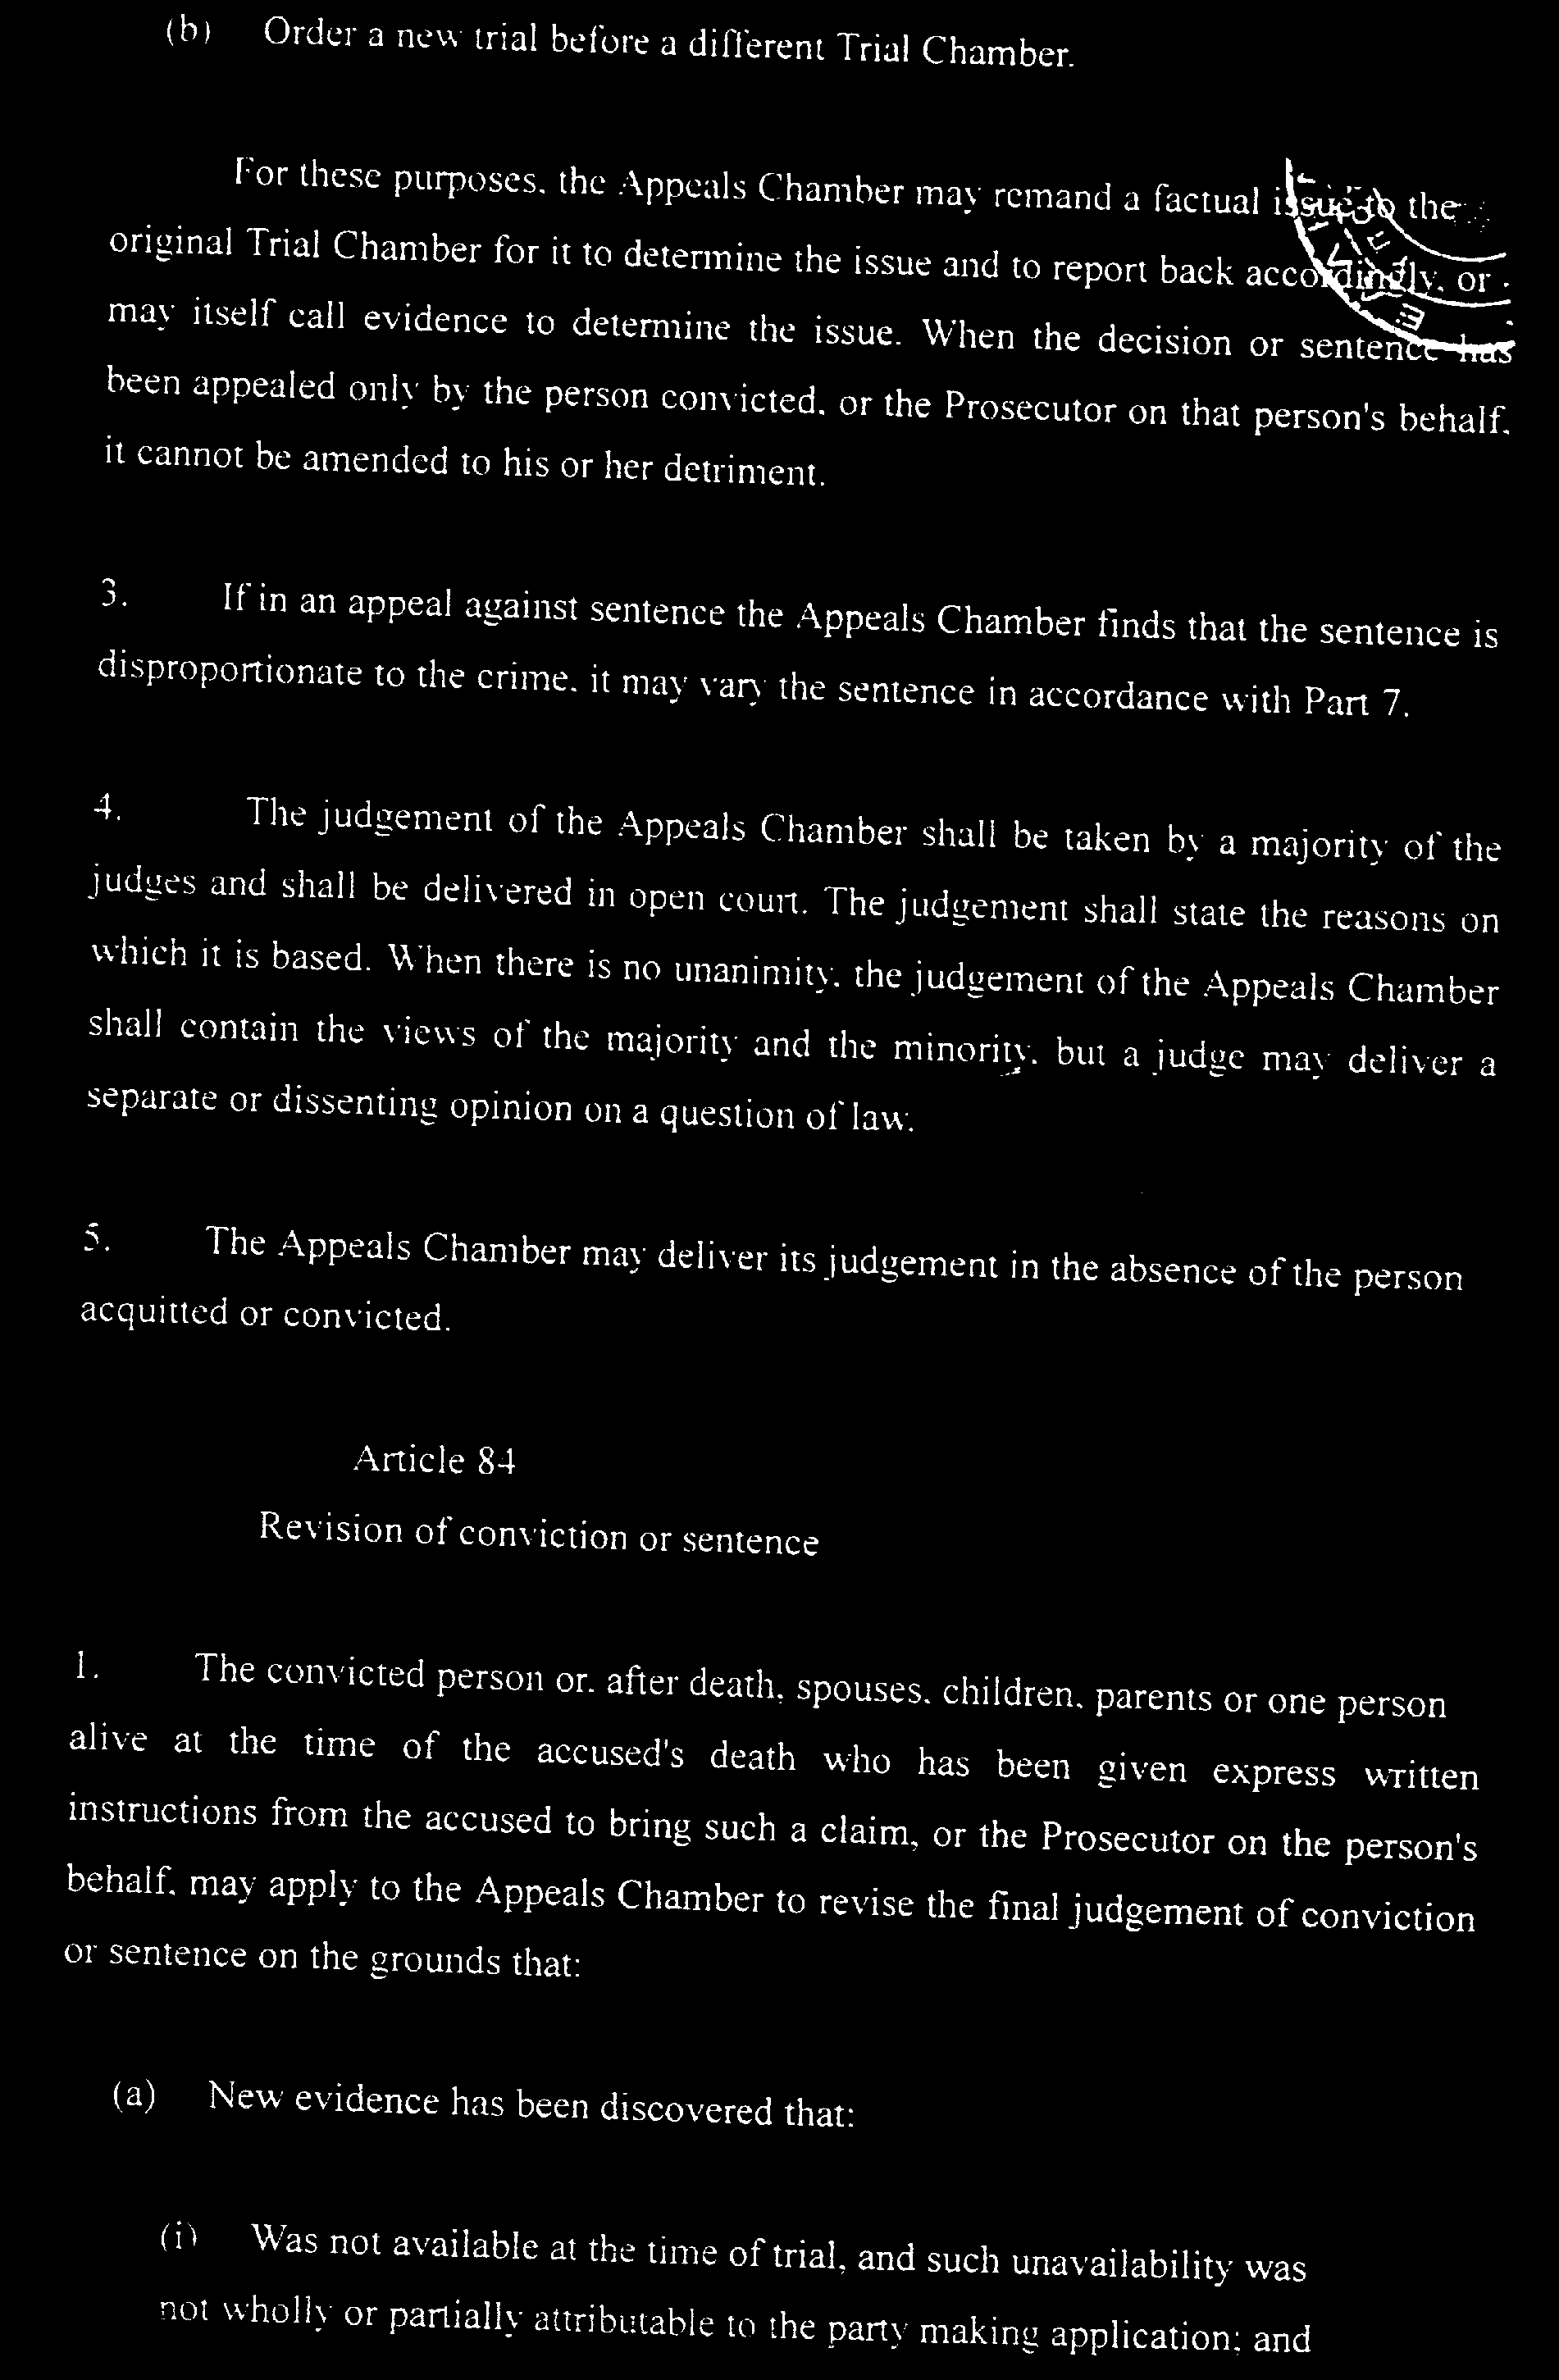 (b) Order a new trial before a different Trial Chamber.
For these purposes, the Appeals Chamber may remand a factual issue to the
original Trial Chamber for it to determine the issue and to report back accordingly, or
may itself call evidence to determine the issue. When the decision or sentence has
been appealed only by the person convicted, or the Prosecutor on that person's behalf,
it cannot be amended to his or her detriment.
3. If in an appeal against sentence the Appeals Chamber finds that the sentence is
disproportionate to the crime, it may vary the sentence in accordance with Part 7.
4. The judgement of the Appeals Chamber shall be taken by a majority of the
judges and shall be delivered in open court. The judgement shall state the reasons on
which it is based. When there is no unanimity, the judgement of the Appeals Chamber
shall contain the views of the majority and the minority, but a judge may deliver a
separate or dissenting opinion on a question of law.
5. The Appeals Chamber may deliver its judgement in the absence of the person
acquitted or convicted.
Article 84
Revision of conviction or sentence
1. The convicted person or, after death, spouses, children, parents or one person
alive at the time of the accused's death who has been given express written
instructions from the accused to bring such a claim, or the Prosecutor on the person's
behalf, may apply to the Appeals Chamber to revise the final judgement of conviction
or sentence on the grounds that:
(a) New evidence has been discovered that:
(i) Was not available at the time of trial, and such unavailability was
not wholly or partially attributable to the party making application; and